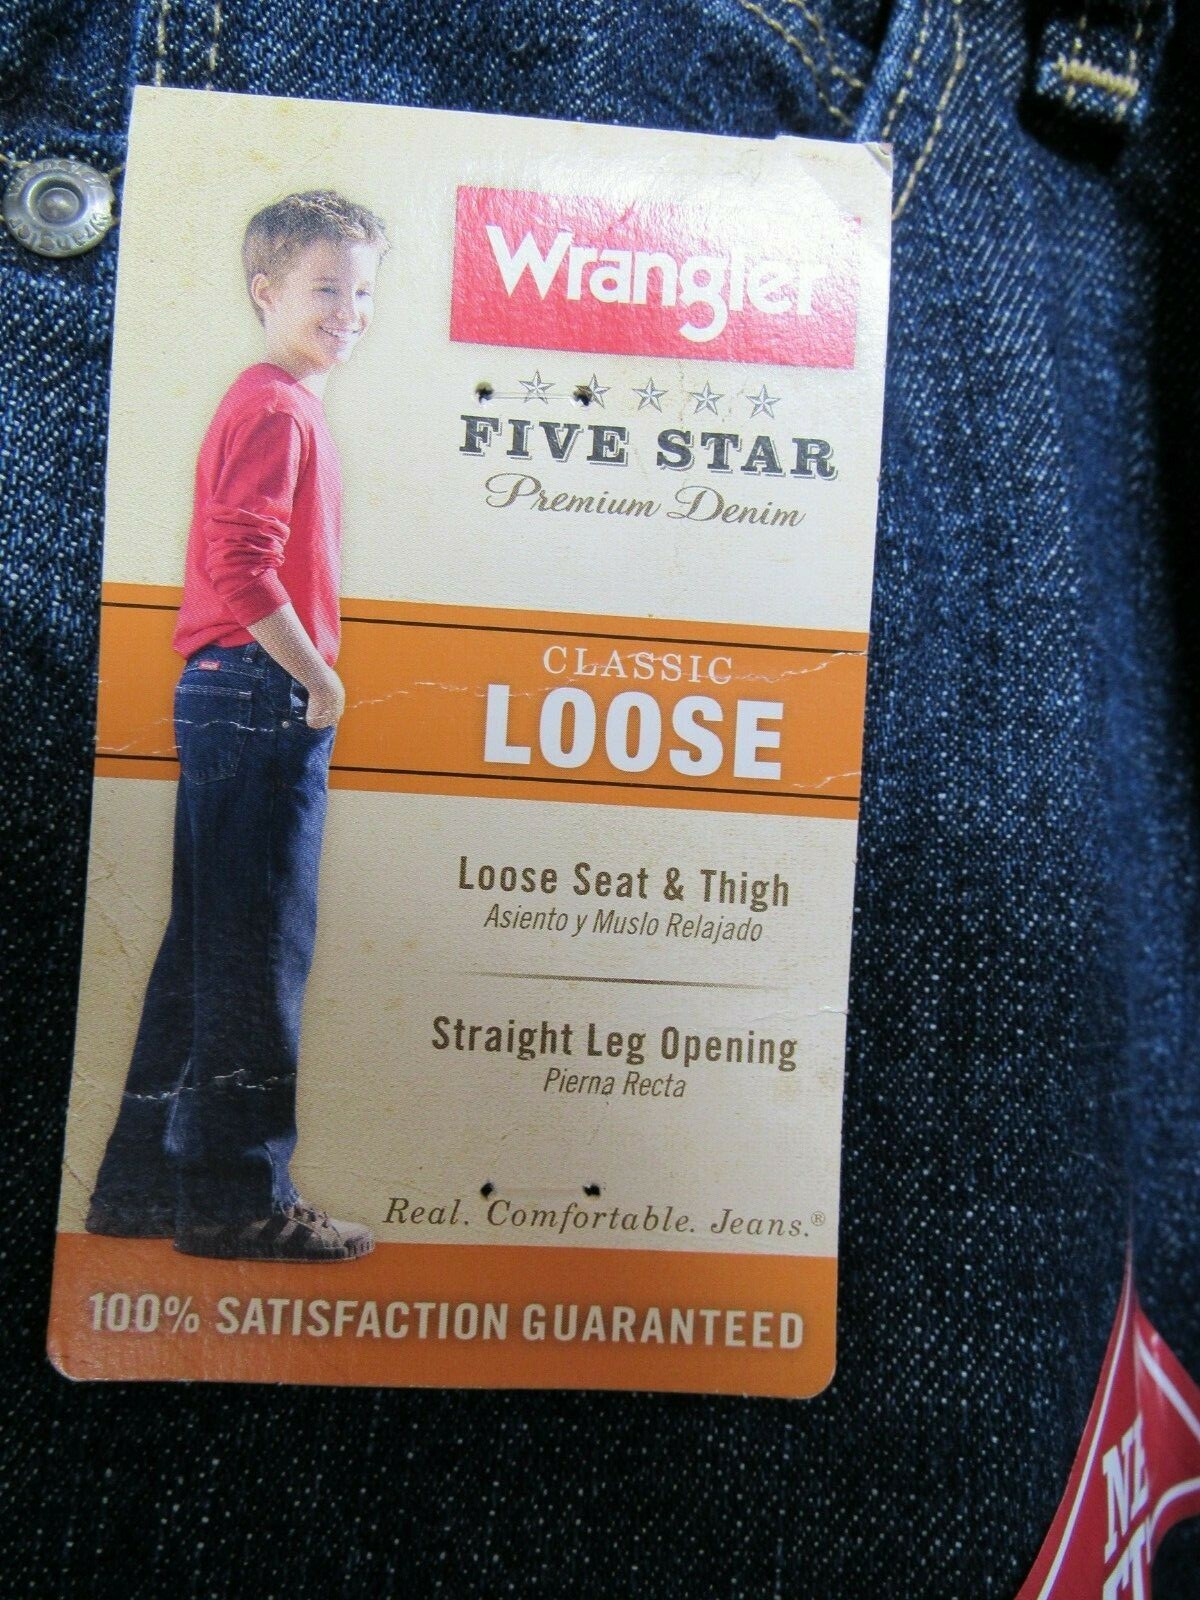 Wrangler
FIVE STAR
Premium Denim
CLASSIC
LOOSE
Loose Seat & Thigh
Asiento y Muslo Relajado
Straight Leg Opening
Pierna Recta
Real. Comfortable. Jeans.®
100% SATISFACTION GUARANTEED